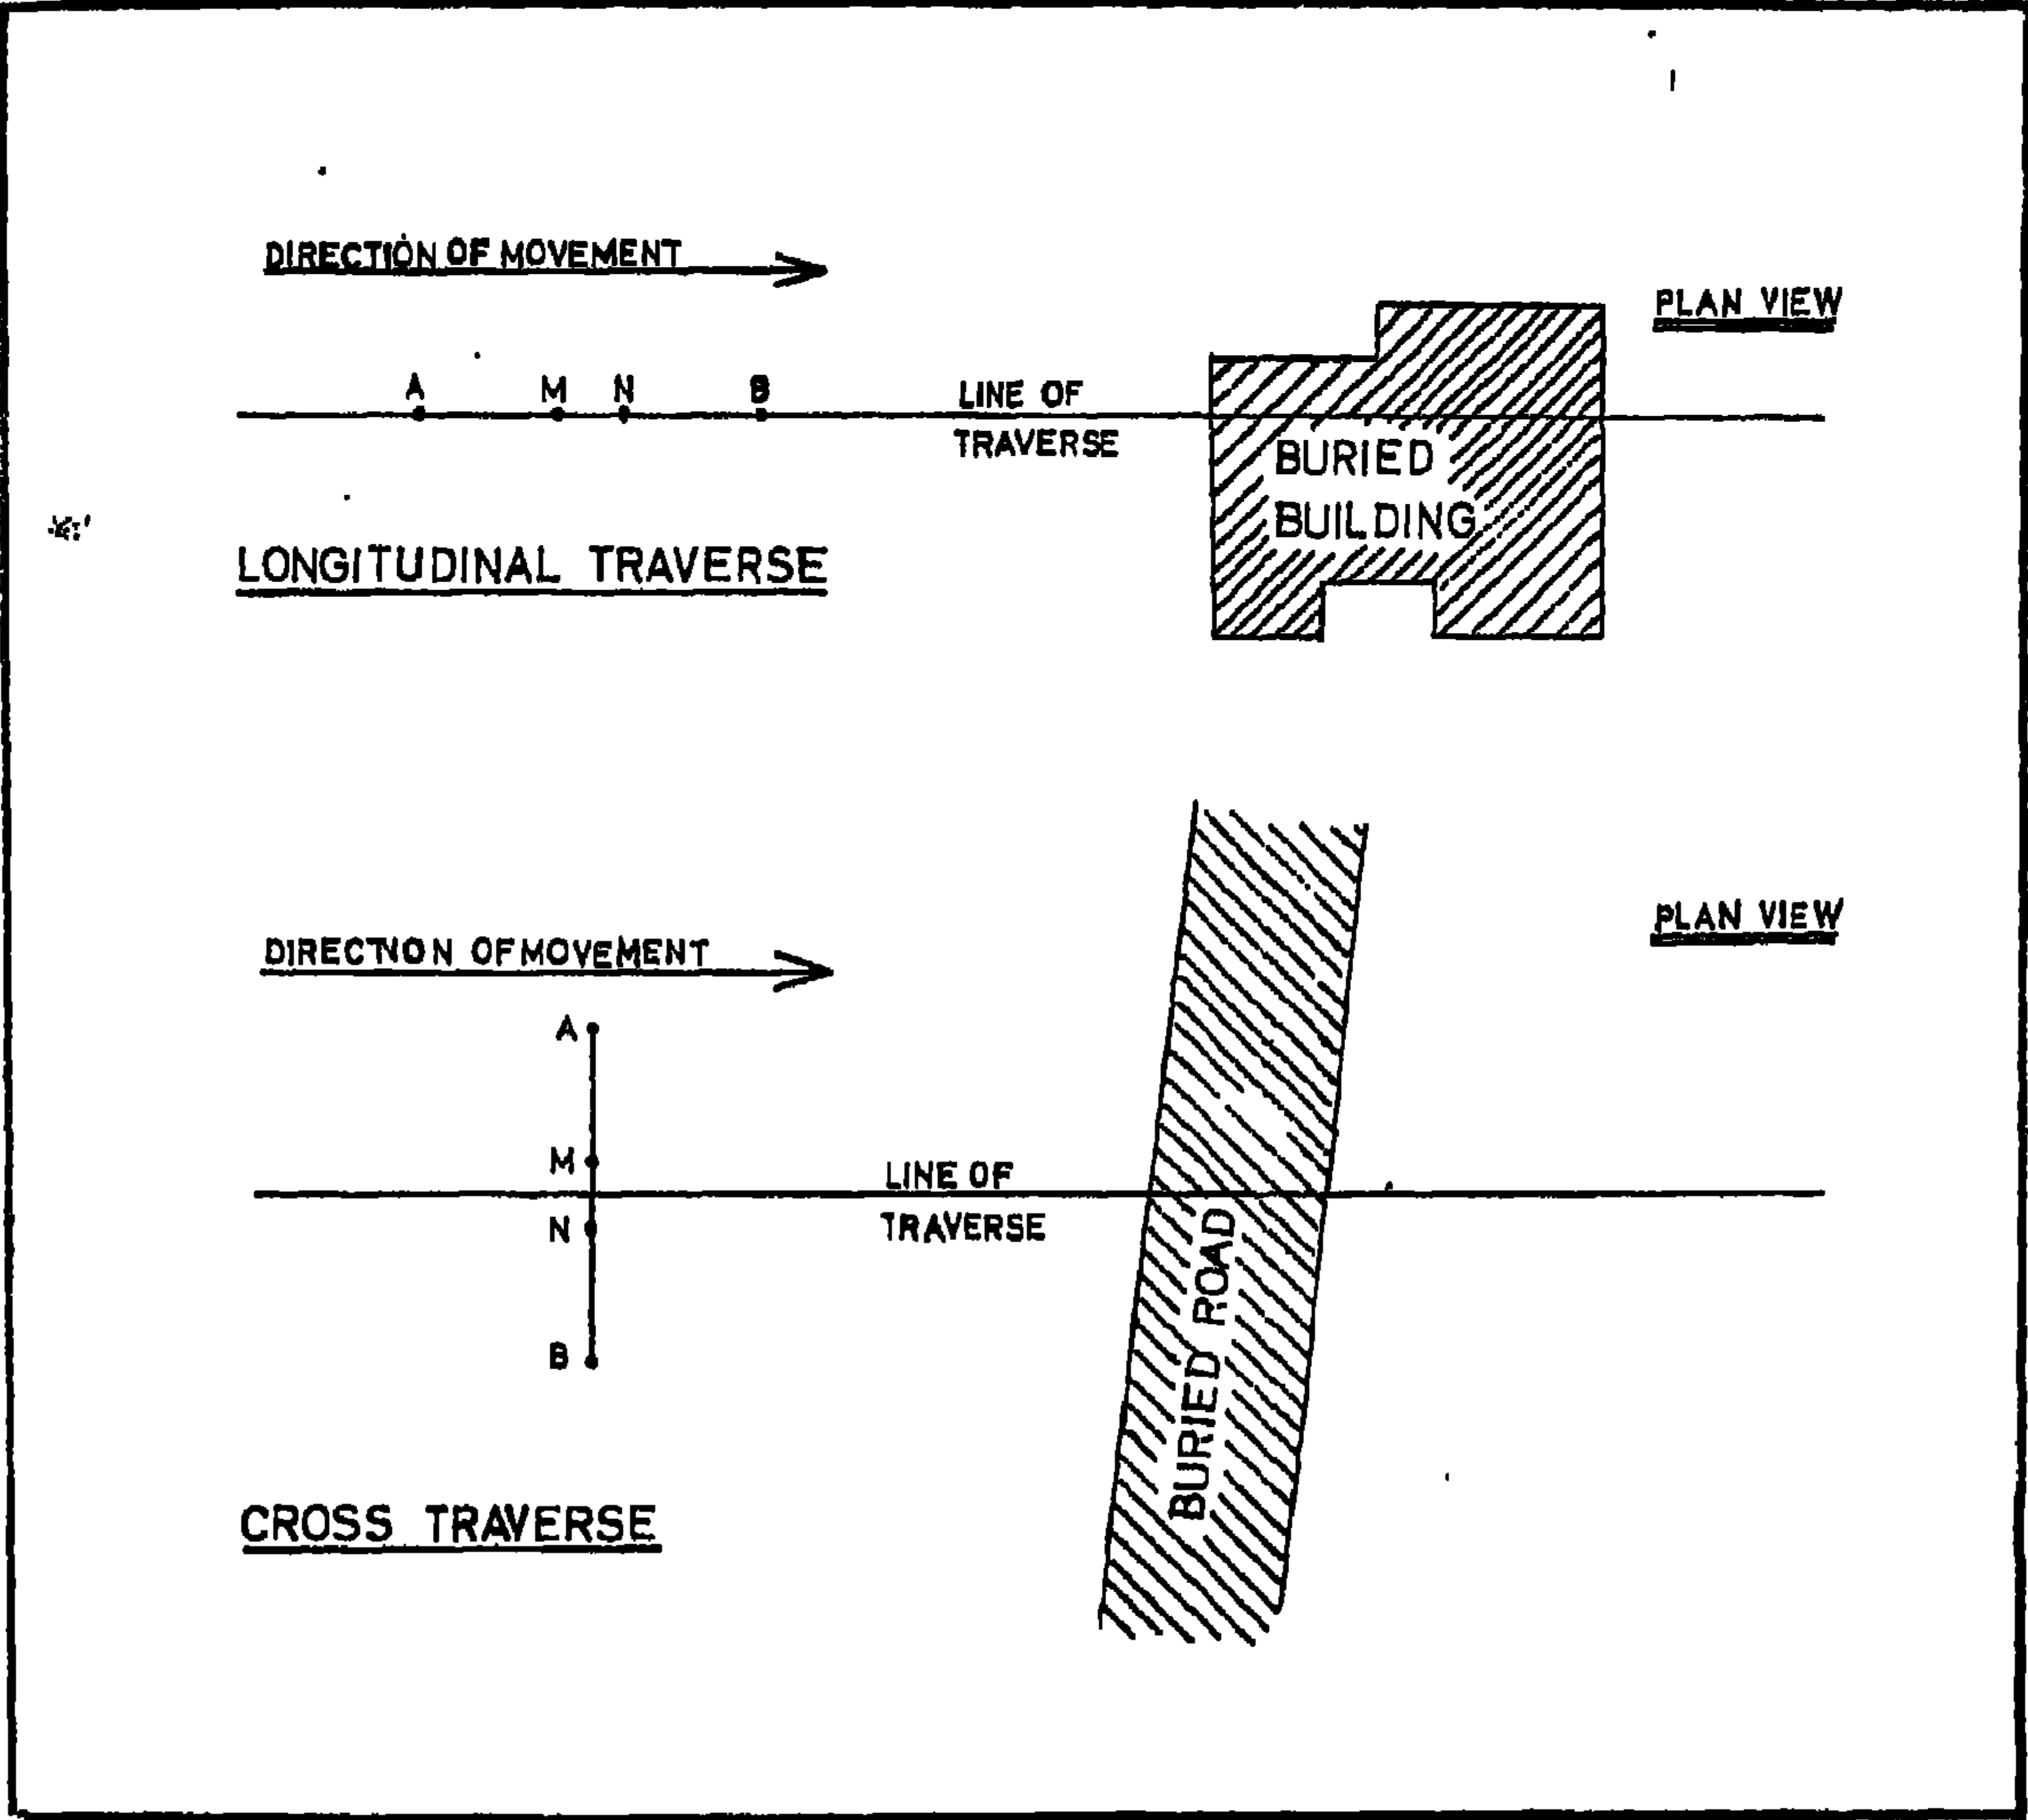 DIRECTION OF MOVEMENT
PLAN VIEW
A M N B
LINE OF
TRAVERSE
BURIED
BUILDING
LONGITUDINAL TRAVERSE
PLAN VIEW
DIRECTION OF MOVEMENT
A
M
LINE OF
N
TRAVERSE
B
BURIED ROAD
CROSS TRAVERSE